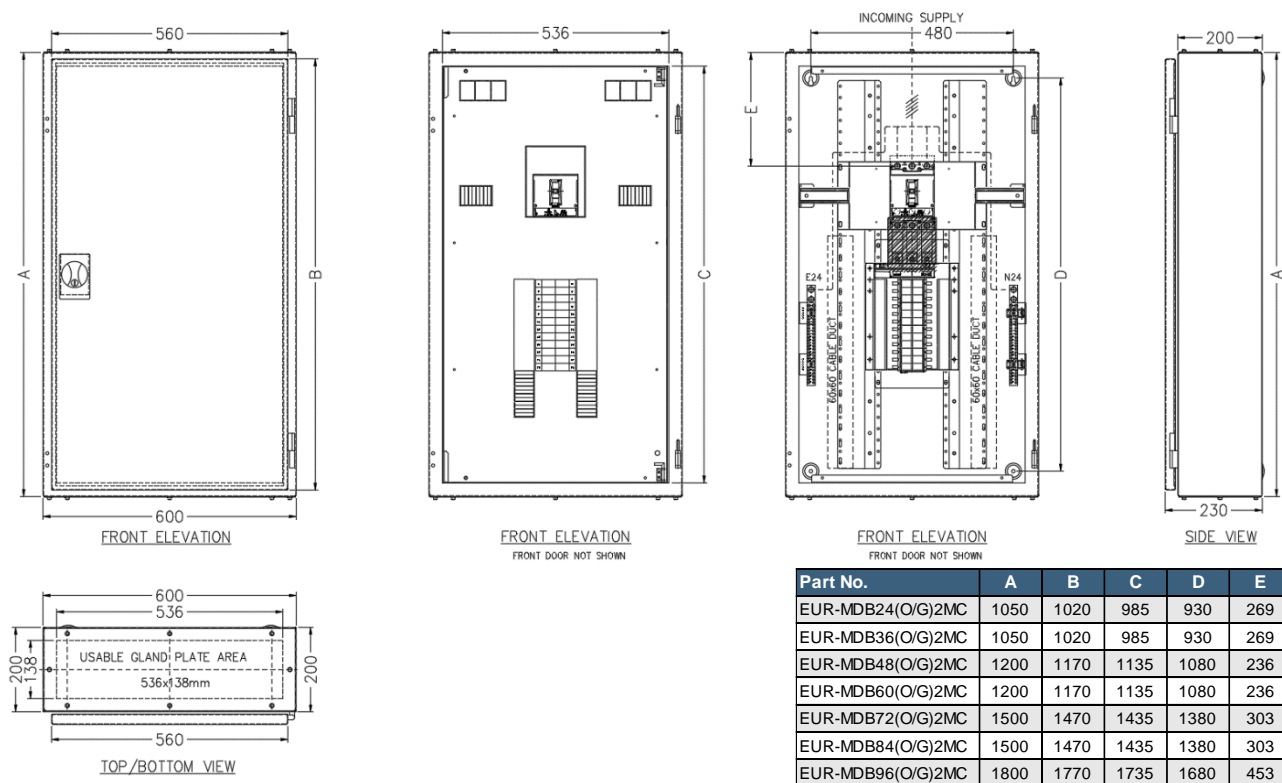 560
A
B
600
FRONT ELEVATION
536
C
FRONT ELEVATION
FRONT DOOR NOT SHOWN
INCOMING SUPPLY
480
E
E24
N24
60x60 CABLE DUCT
60x60 CABLE DUCT
D
FRONT ELEVATION
FRONT DOOR NOT SHOWN
200
A
230
SIDE VIEW
600
536
200
138
USABLE GLAND PLATE AREA
536x138mm
200
560
TOP/BOTTOM VIEW
Part No. A B C D E
EUR-MDB24(O/G)2MC 1050 1020 985 930 269
EUR-MDB36(O/G)2MC 1050 1020 985 930 269
EUR-MDB48(O/G)2MC 1200 1170 1135 1080 236
EUR-MDB60(O/G)2MC 1200 1170 1135 1080 236
EUR-MDB72(O/G)2MC 1500 1470 1435 1380 303
EUR-MDB84(O/G)2MC 1500 1470 1435 1380 303
EUR-MDB96(O/G)2MC 1800 1770 1735 1680 453